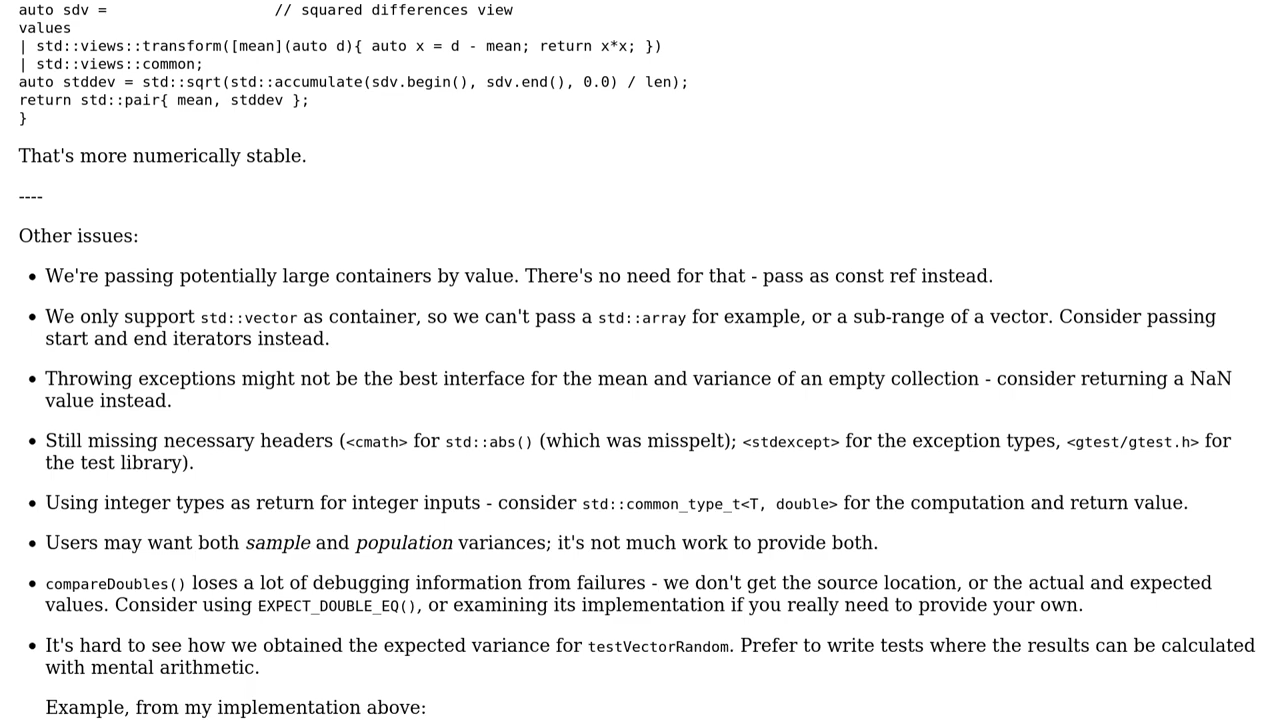 auto sdv =                   // squared differences view
values
| std::views::transform([mean](auto d){ auto x = d - mean; return x*x; })
| std::views::common;
auto stddev = std::sqrt(std::accumulate(sdv.begin(), sdv.end(), 0.0) / len);
return std::pair{ mean, stddev };
}
That's more numerically stable.
----
Other issues:
• We're passing potentially large containers by value. There's no need for that - pass as const ref instead.
• We only support std::vector as container, so we can't pass a std::array for example, or a sub-range of a vector. Consider passing
start and end iterators instead.
• Throwing exceptions might not be the best interface for the mean and variance of an empty collection - consider returning a NaN
value instead.
• Still missing necessary headers (<cmath> for std::abs() (which was misspelt); <stdexcept> for the exception types, <gtest/gtest.h> for
the test library).
• Using integer types as return for integer inputs - consider std::common_type_t<T, double> for the computation and return value.
• Users may want both sample and population variances; it's not much work to provide both.
• compareDoubles() loses a lot of debugging information from failures - we don't get the source location, or the actual and expected
values. Consider using EXPECT_DOUBLE_EQ(), or examining its implementation if you really need to provide your own.
• It's hard to see how we obtained the expected variance for testVectorRandom. Prefer to write tests where the results can be calculated
with mental arithmetic.
Example, from my implementation above: